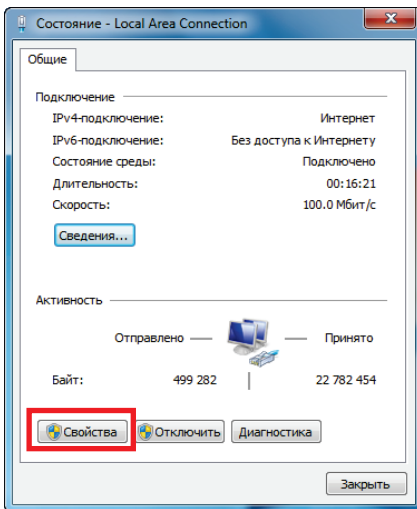 Состояние - Local Area Connection
Общие
Подключение
IPv4-подключение: Интернет
IPv6-подключение: Без доступа к Интернету
Состояние среды: Подключено
Длительность: 00:16:21
Скорость: 100.0 Мбит/с
Сведения...
Активность
Отправлено — Принято
Байт: 499 282 22 782 454
Свойства Отключить Диагностика
Закрыть